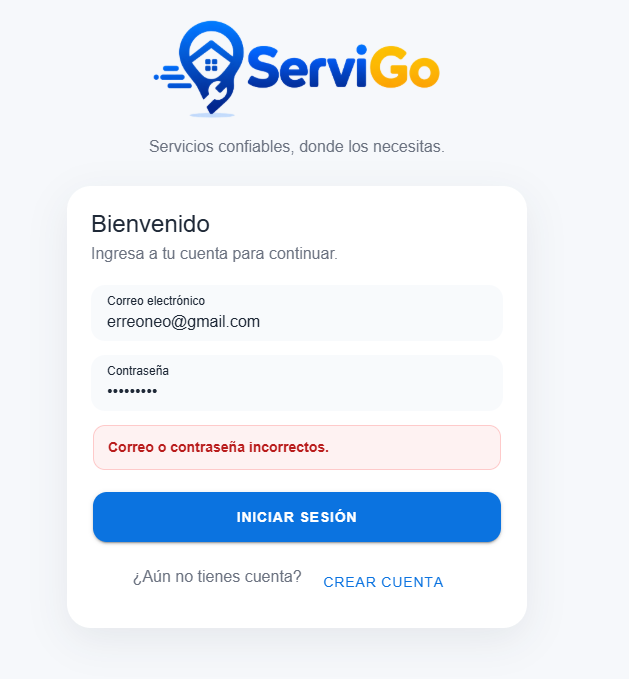 ServiGo
Servicios confiables, donde los necesitas.
Bienvenido
Ingresa a tu cuenta para continuar.
Correo electrónico
erreoneo@gmail.com
Contraseña
•••••••••
Correo o contraseña incorrectos.
INICIAR SESIÓN
¿Aún no tienes cuenta? CREAR CUENTA